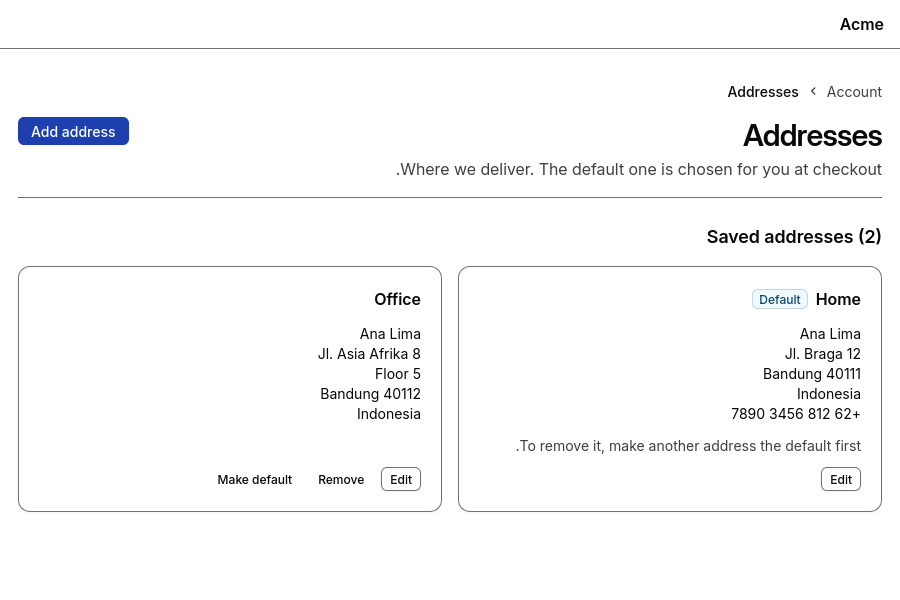 Acme
Account
Addresses
Addresses
Add address
.Where we deliver. The default one is chosen for you at checkout
Saved addresses (2)
Home
Default
Ana Lima
Jl. Braga 12
Bandung 40111
Indonesia
7890 3456 812 62+
.To remove it, make another address the default first
Edit
Office
Ana Lima
Jl. Asia Afrika 8
Floor 5
Bandung 40112
Indonesia
Edit
Remove
Make default